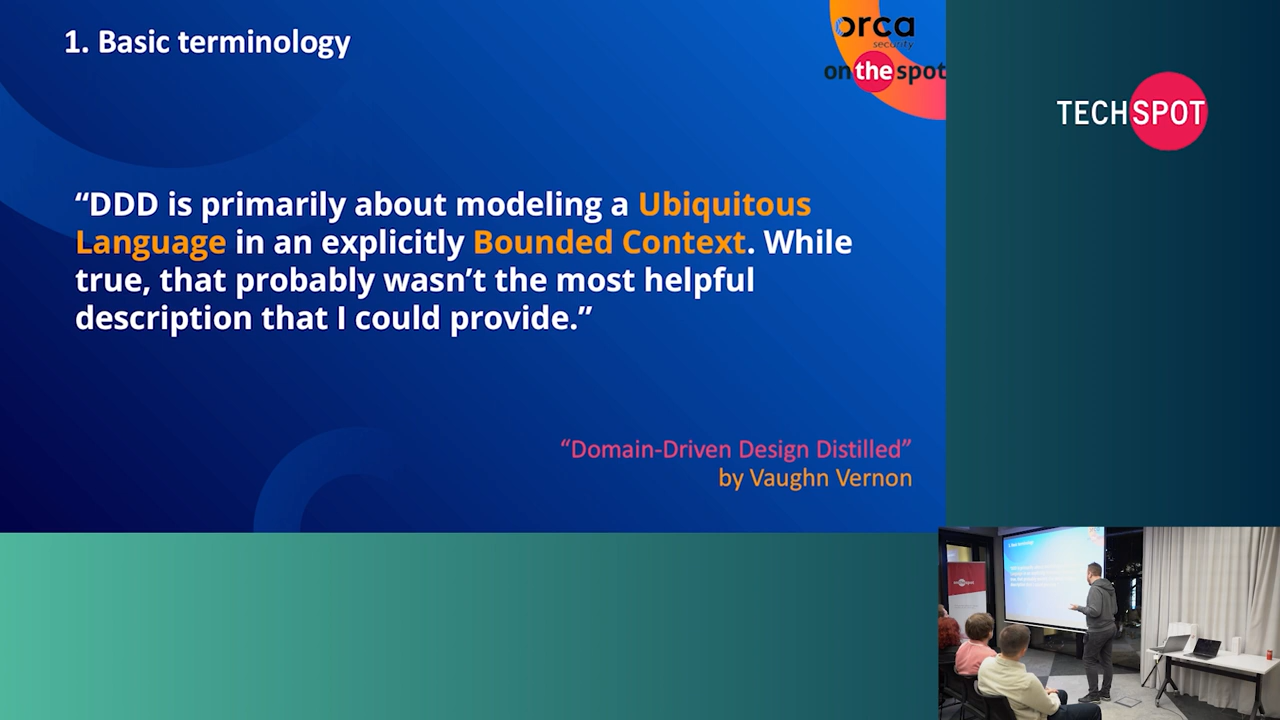 1. Basic terminology
orca
security
on the spot
TECHSPOT
“DDD is primarily about modeling a Ubiquitous
Language in an explicitly Bounded Context. While
true, that probably wasn’t the most helpful
description that I could provide.”
“Domain-Driven Design Distilled”
by Vaughn Vernon